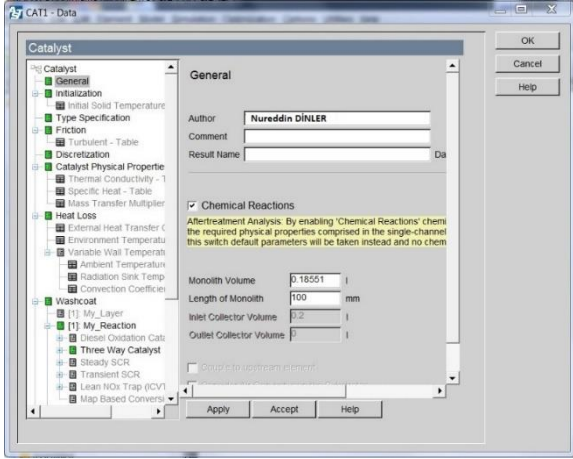 CAT1 - Data
Catalyst
Catalyst
General
Initialization
Initial Solid Temperature
Type Specification
Friction
Turbulent - Table
Discretization
Catalyst Physical Propertie
Thermal Conductivity - T
Specific Heat - Table
Mass Transfer Multiplier
Heat Loss
External Heat Transfer C
Environment Temperatu
Variable Wall Temperatu
Ambient Temperature
Radiation Sink Temp
Convection Coefficie
Washcoat
[1]: My_Layer
[1]: My_Reaction
Diesel Oxidation Cata
Three Way Catalyst
Steady SCR
Transient SCR
Lean NOx Trap (ICVT
Map Based Conversi
General
Author Nureddin DİNLER
Comment
Result Name Da
Chemical Reactions
Aftertreatment Analysis: By enabling 'Chemical Reactions' chemi
the required physical properties comprised in the single-channel
this switch default parameters will be taken instead and no chem
Monolith Volume 0.18551 l
Length of Monolith 100 mm
Inlet Collector Volume 0.2 l
Outlet Collector Volume 0 l
Couple to upstream element
Apply Accept Help
OK
Cancel
Help